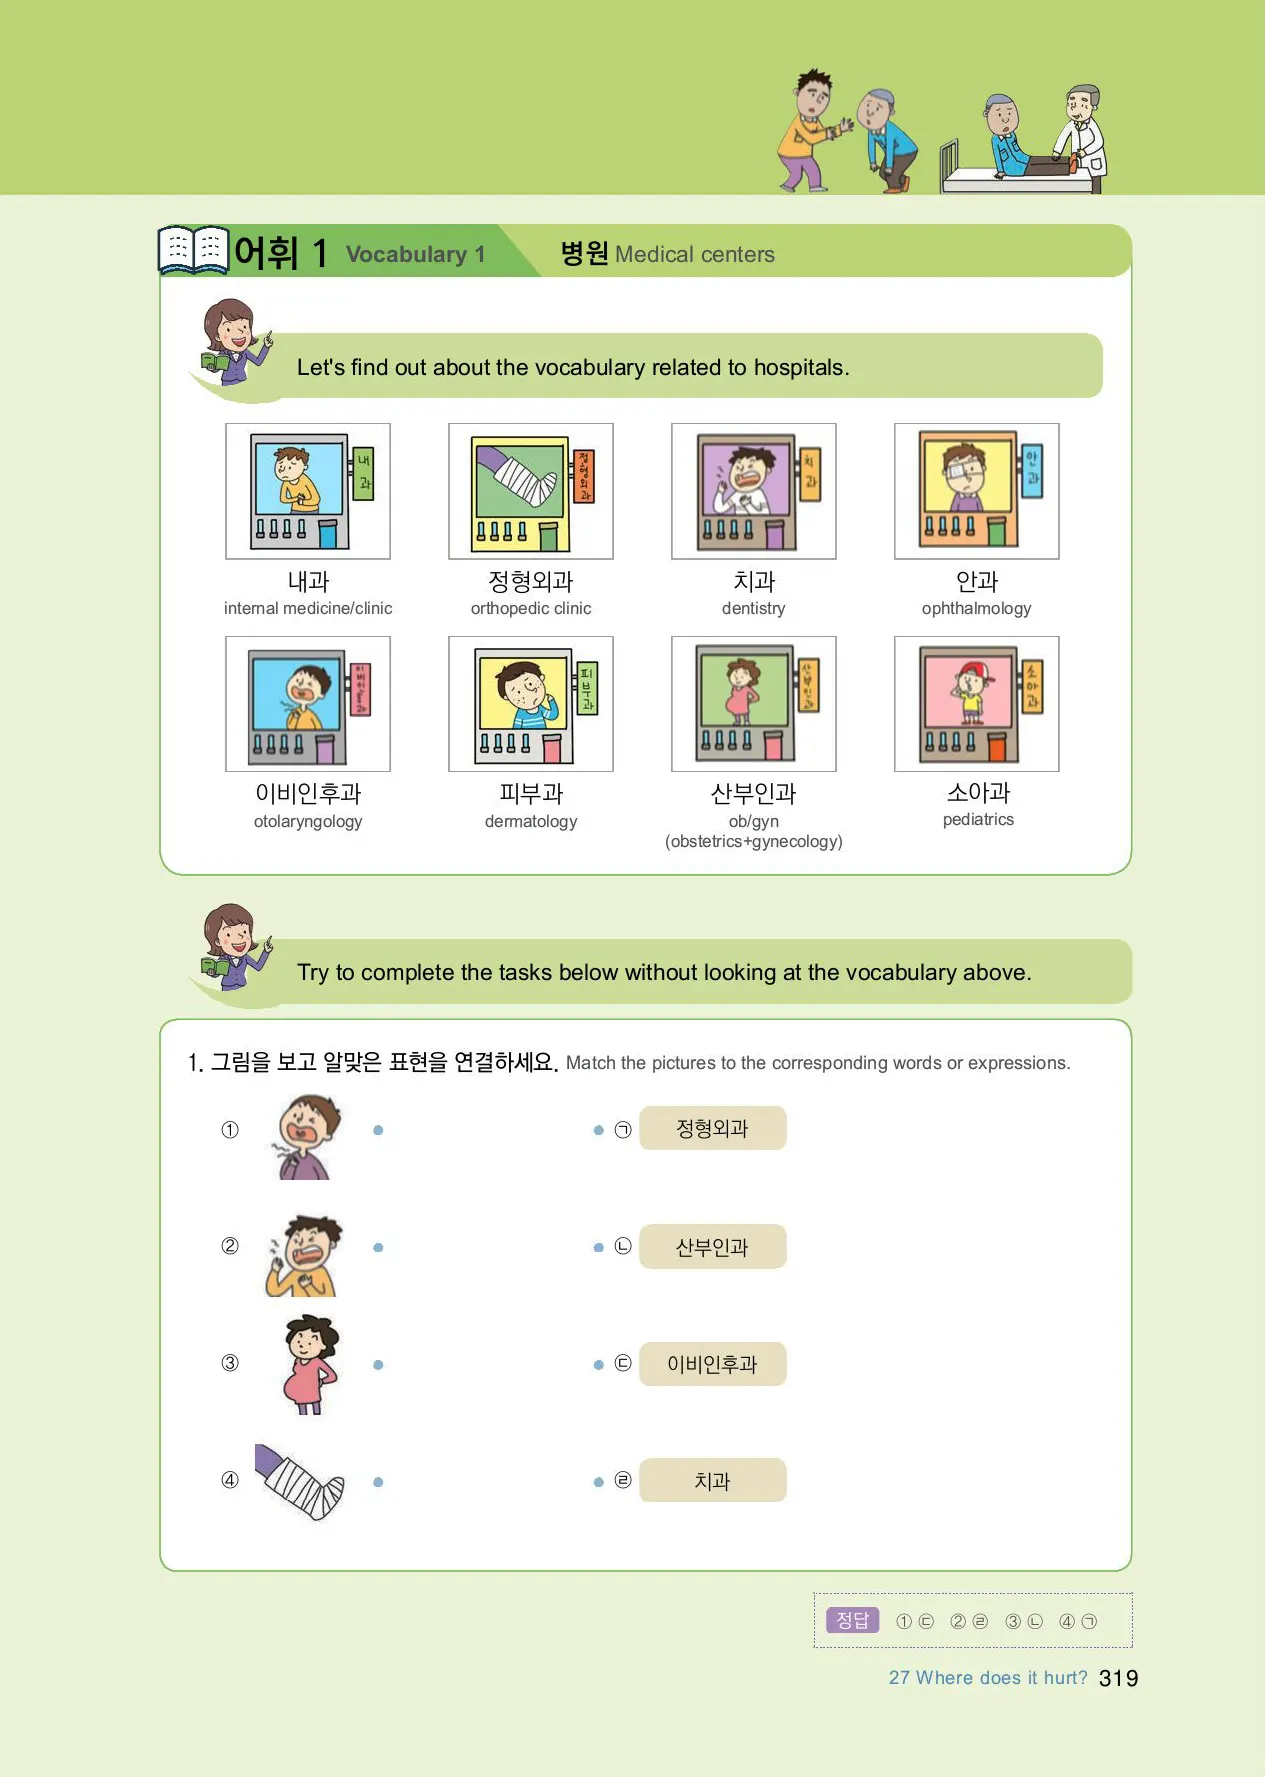 어휘 1 Vocabulary 1 병원 Medical centers
Let's find out about the vocabulary related to hospitals.
내과 정형외과 치과 안과
내과 정형외과 치과 안과
internal medicine/clinic orthopedic clinic dentistry ophthalmology
이비인후과 피부과 산부인과 소아과
이비인후과 피부과 산부인과 소아과
otolaryngology dermatology ob/gyn pediatrics
(obstetrics+gynecology)
Try to complete the tasks below without looking at the vocabulary above.
1. 그림을 보고 알맞은 표현을 연결하세요. Match the pictures to the corresponding words or expressions.
① ㉠ 정형외과
② ㉡ 산부인과
③ ㉢ 이비인후과
④ ㉣ 치과
정답 ① ㉢ ② ㉣ ③ ㉡ ④ ㉠
27 Where does it hurt? 319